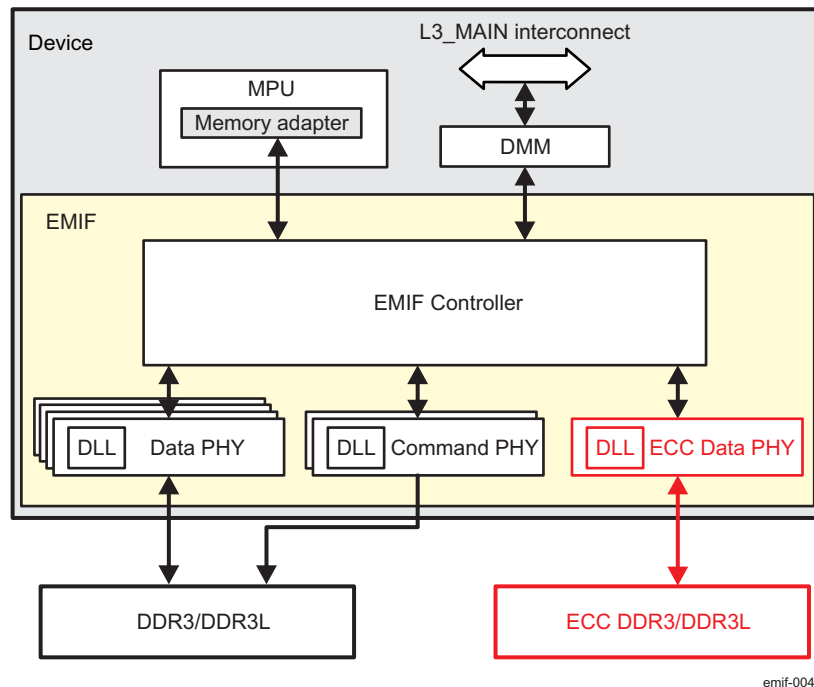 L3_MAIN interconnect
Device
MPU
Memory adapter
DMM
EMIF
EMIF Controller
DLL Data PHY
DLL Command PHY
DLL ECC Data PHY
DDR3/DDR3L
ECC DDR3/DDR3L
emif-004